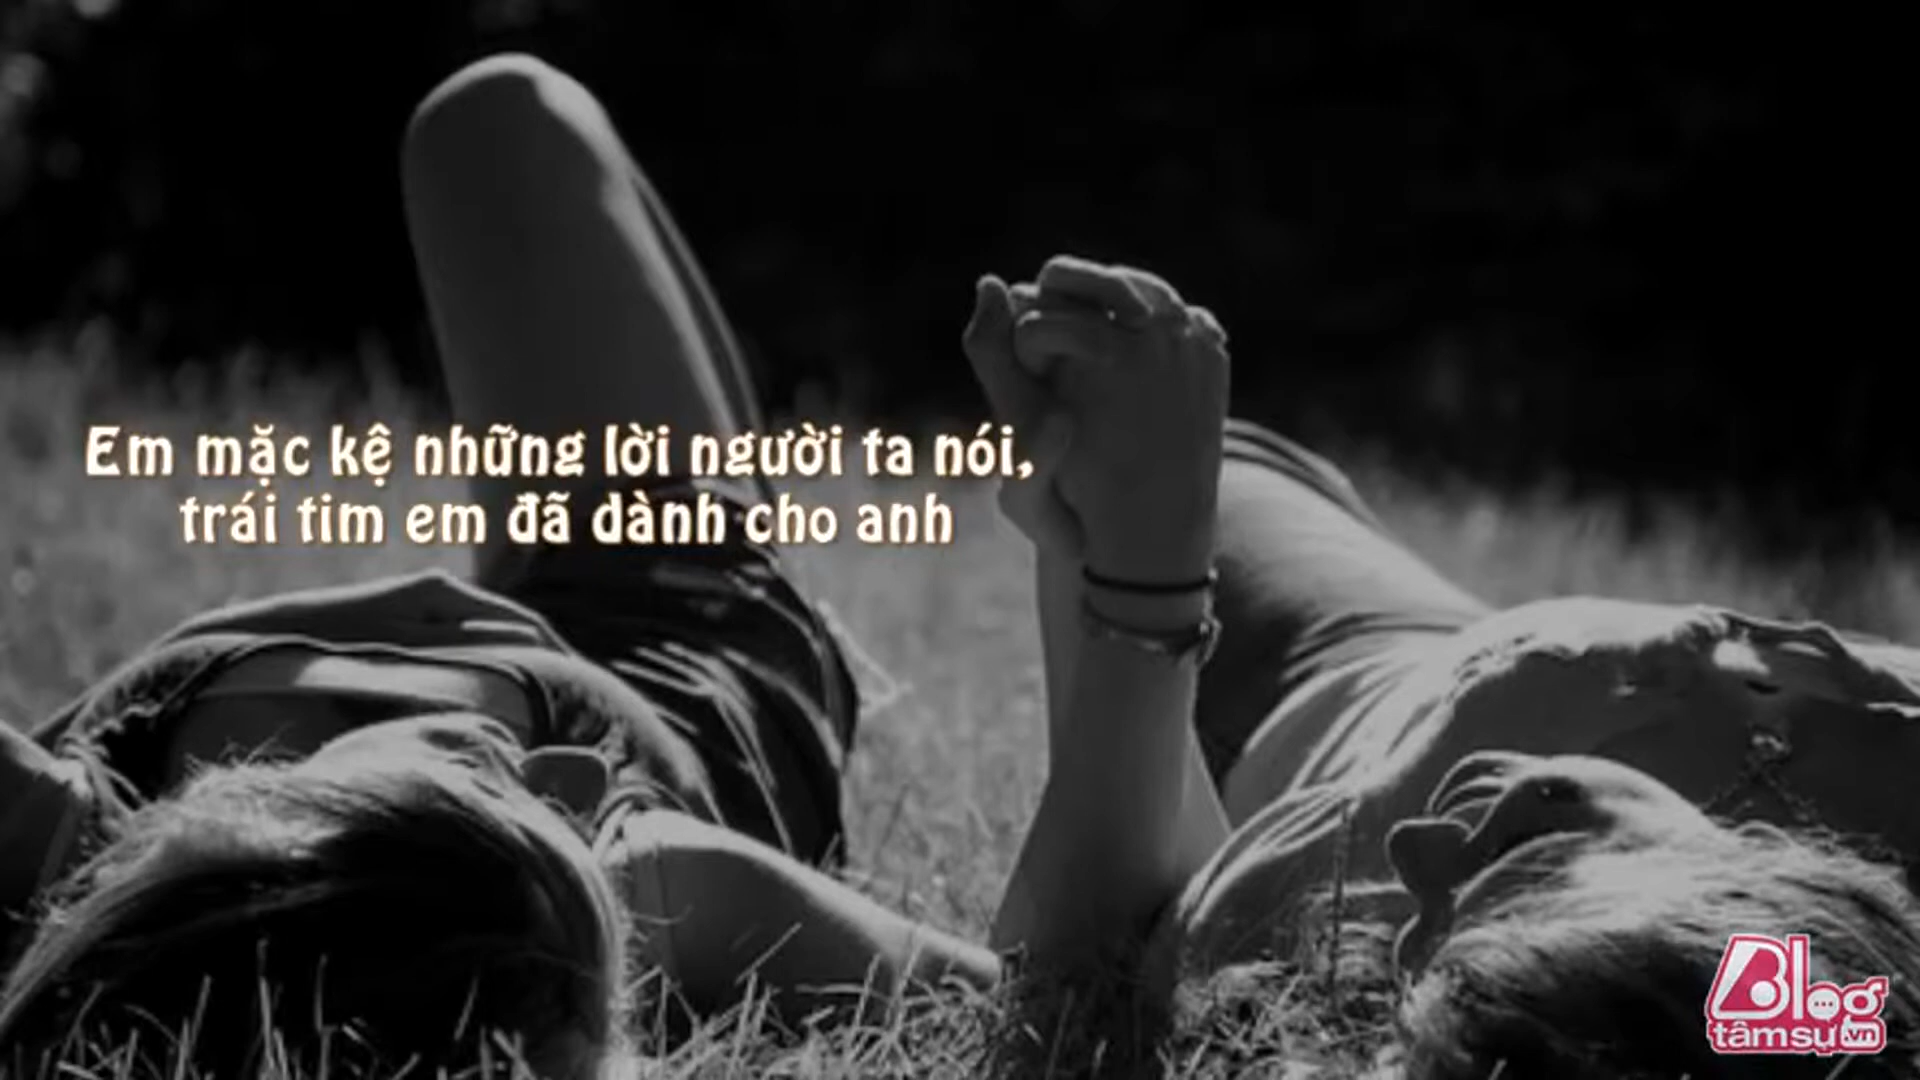 Em mặc kệ những lời người ta nói,
trái tim em đã dành cho anh
Blog
tâmsự.vn